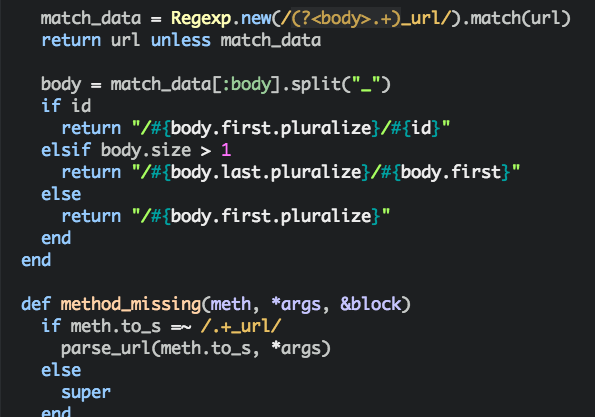 match_data = Regexp.new(/(?<body>.+)_url/).match(url)
return url unless match_data

body = match_data[:body].split("_")
if id
  return "/#{body.first.pluralize}/#{id}"
elsif body.size > 1
  return "/#{body.last.pluralize}/#{body.first}"
else
  return "/#{body.first.pluralize}"
end
end

def method_missing(meth, *args, &block)
if meth.to_s =~ /.+_url/
  parse_url(meth.to_s, *args)
else
  super
end